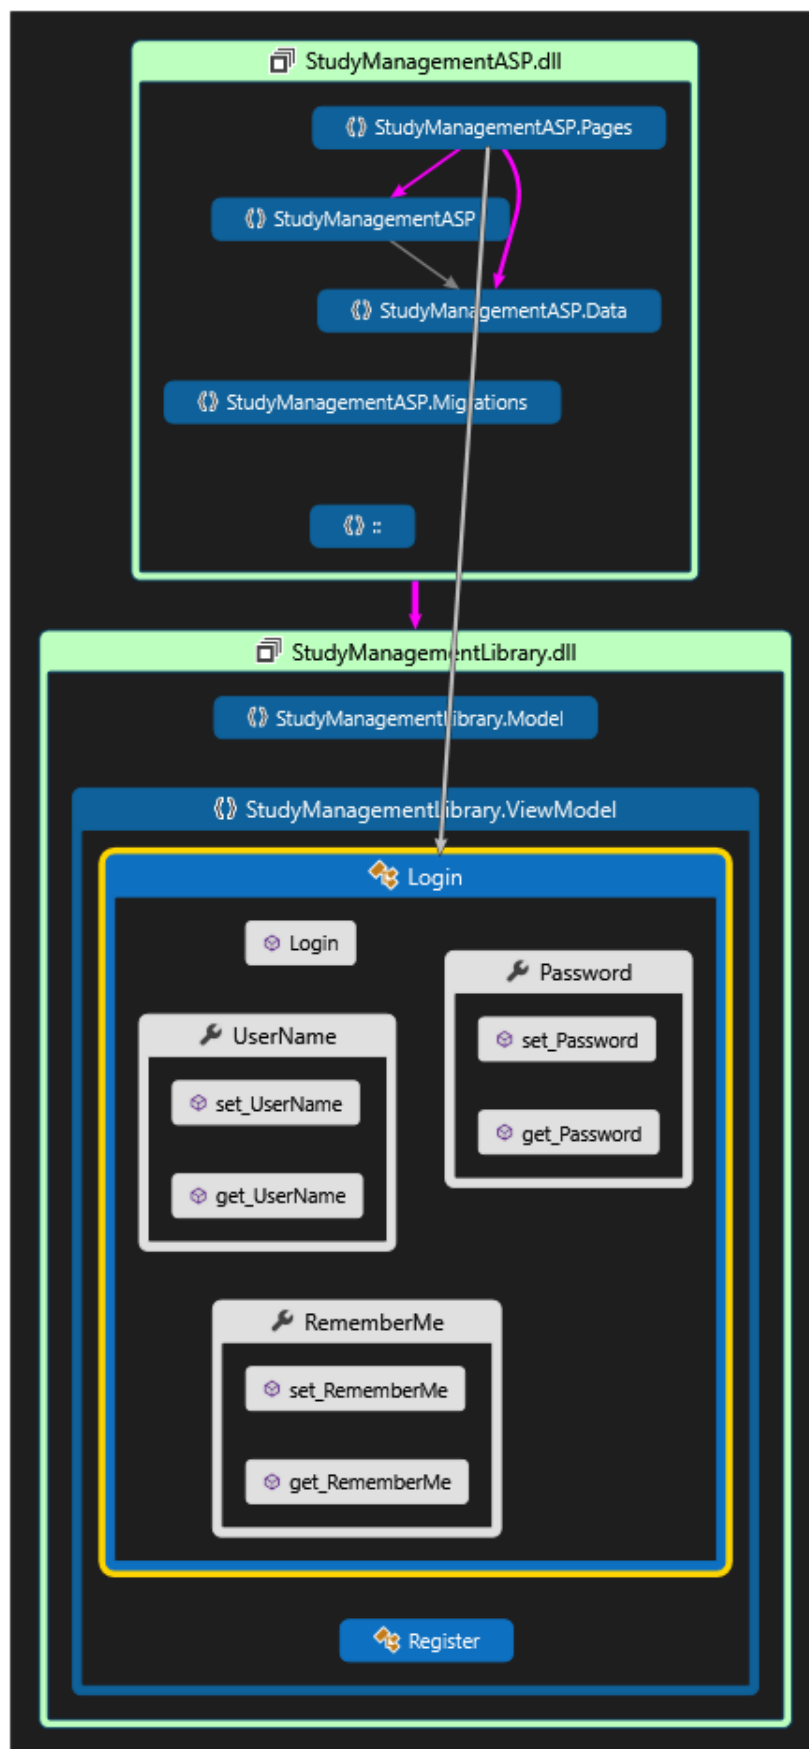 StudyManagementASP.dll
StudyManagementASP.Pages
StudyManagementASP
StudyManagementASP.Data
StudyManagementASP.Migrations
::
StudyManagementLibrary.dll
StudyManagementLibrary.Model
StudyManagementLibrary.ViewModel
Login
Login
Password
set_Password
get_Password
UserName
set_UserName
get_UserName
RememberMe
set_RememberMe
get_RememberMe
Register